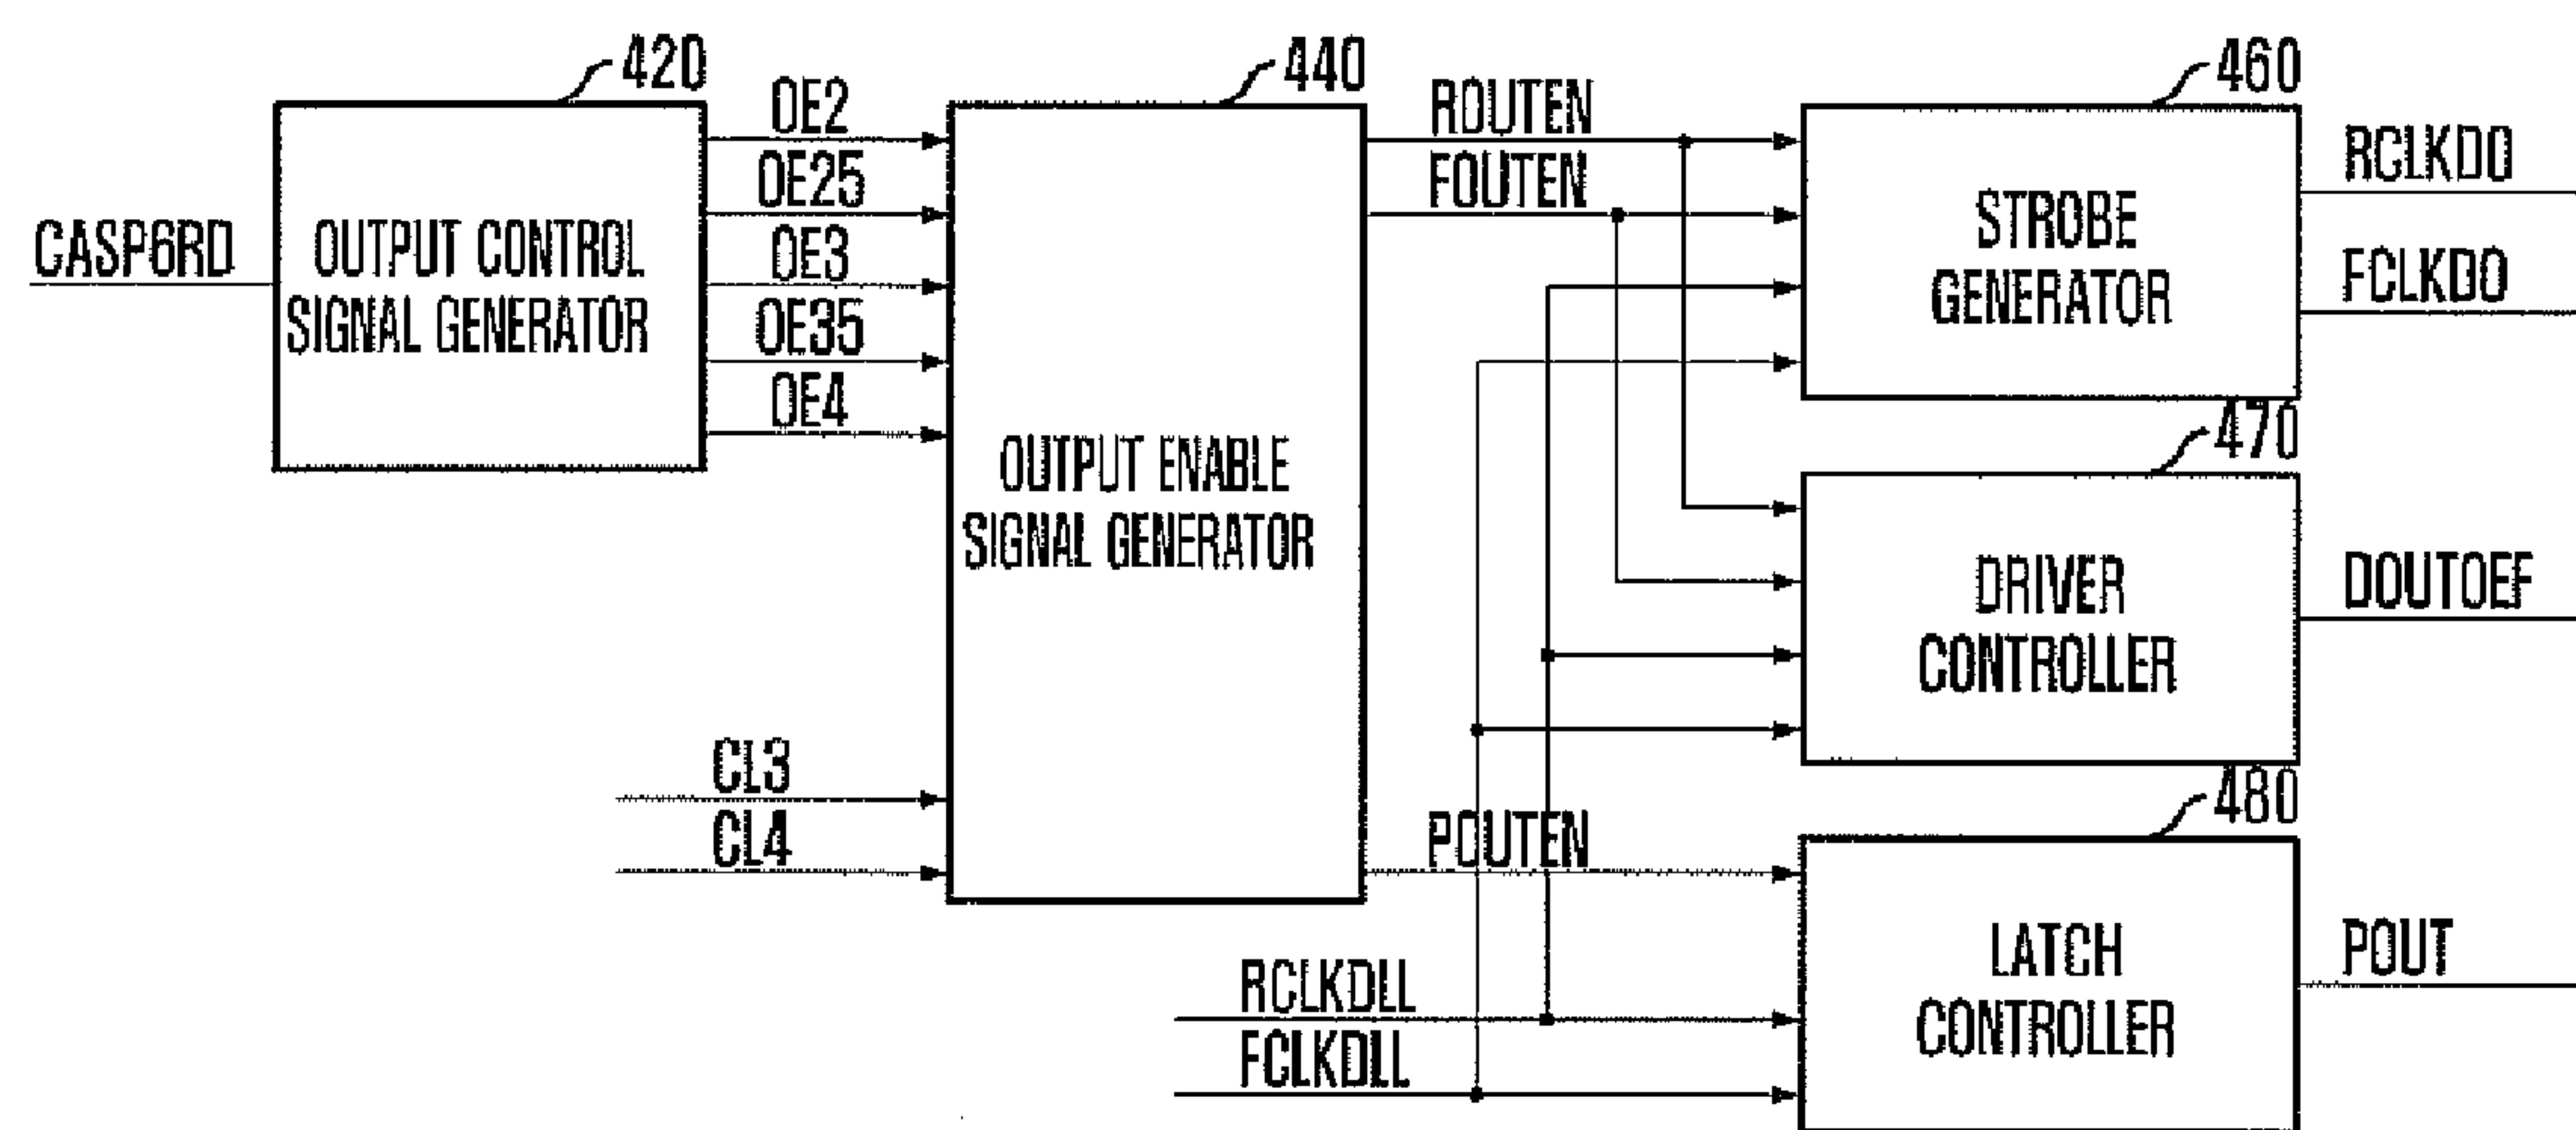 420
440
460
OE2
ROUTEN
OE25
FOUTEN
RCLKDO
CASP6RD
OUTPUT CONTROL
SIGNAL GENERATOR
OE3
STROBE
GENERATOR
FCLKDO
OE35
OE4
470
OUTPUT ENABLE
SIGNAL GENERATOR
DRIVER
CONTROLLER
DOUTOEF
CL3
480
CL4
POUTEN
LATCH
CONTROLLER
POUT
RCLKDLL
FCLKDLL